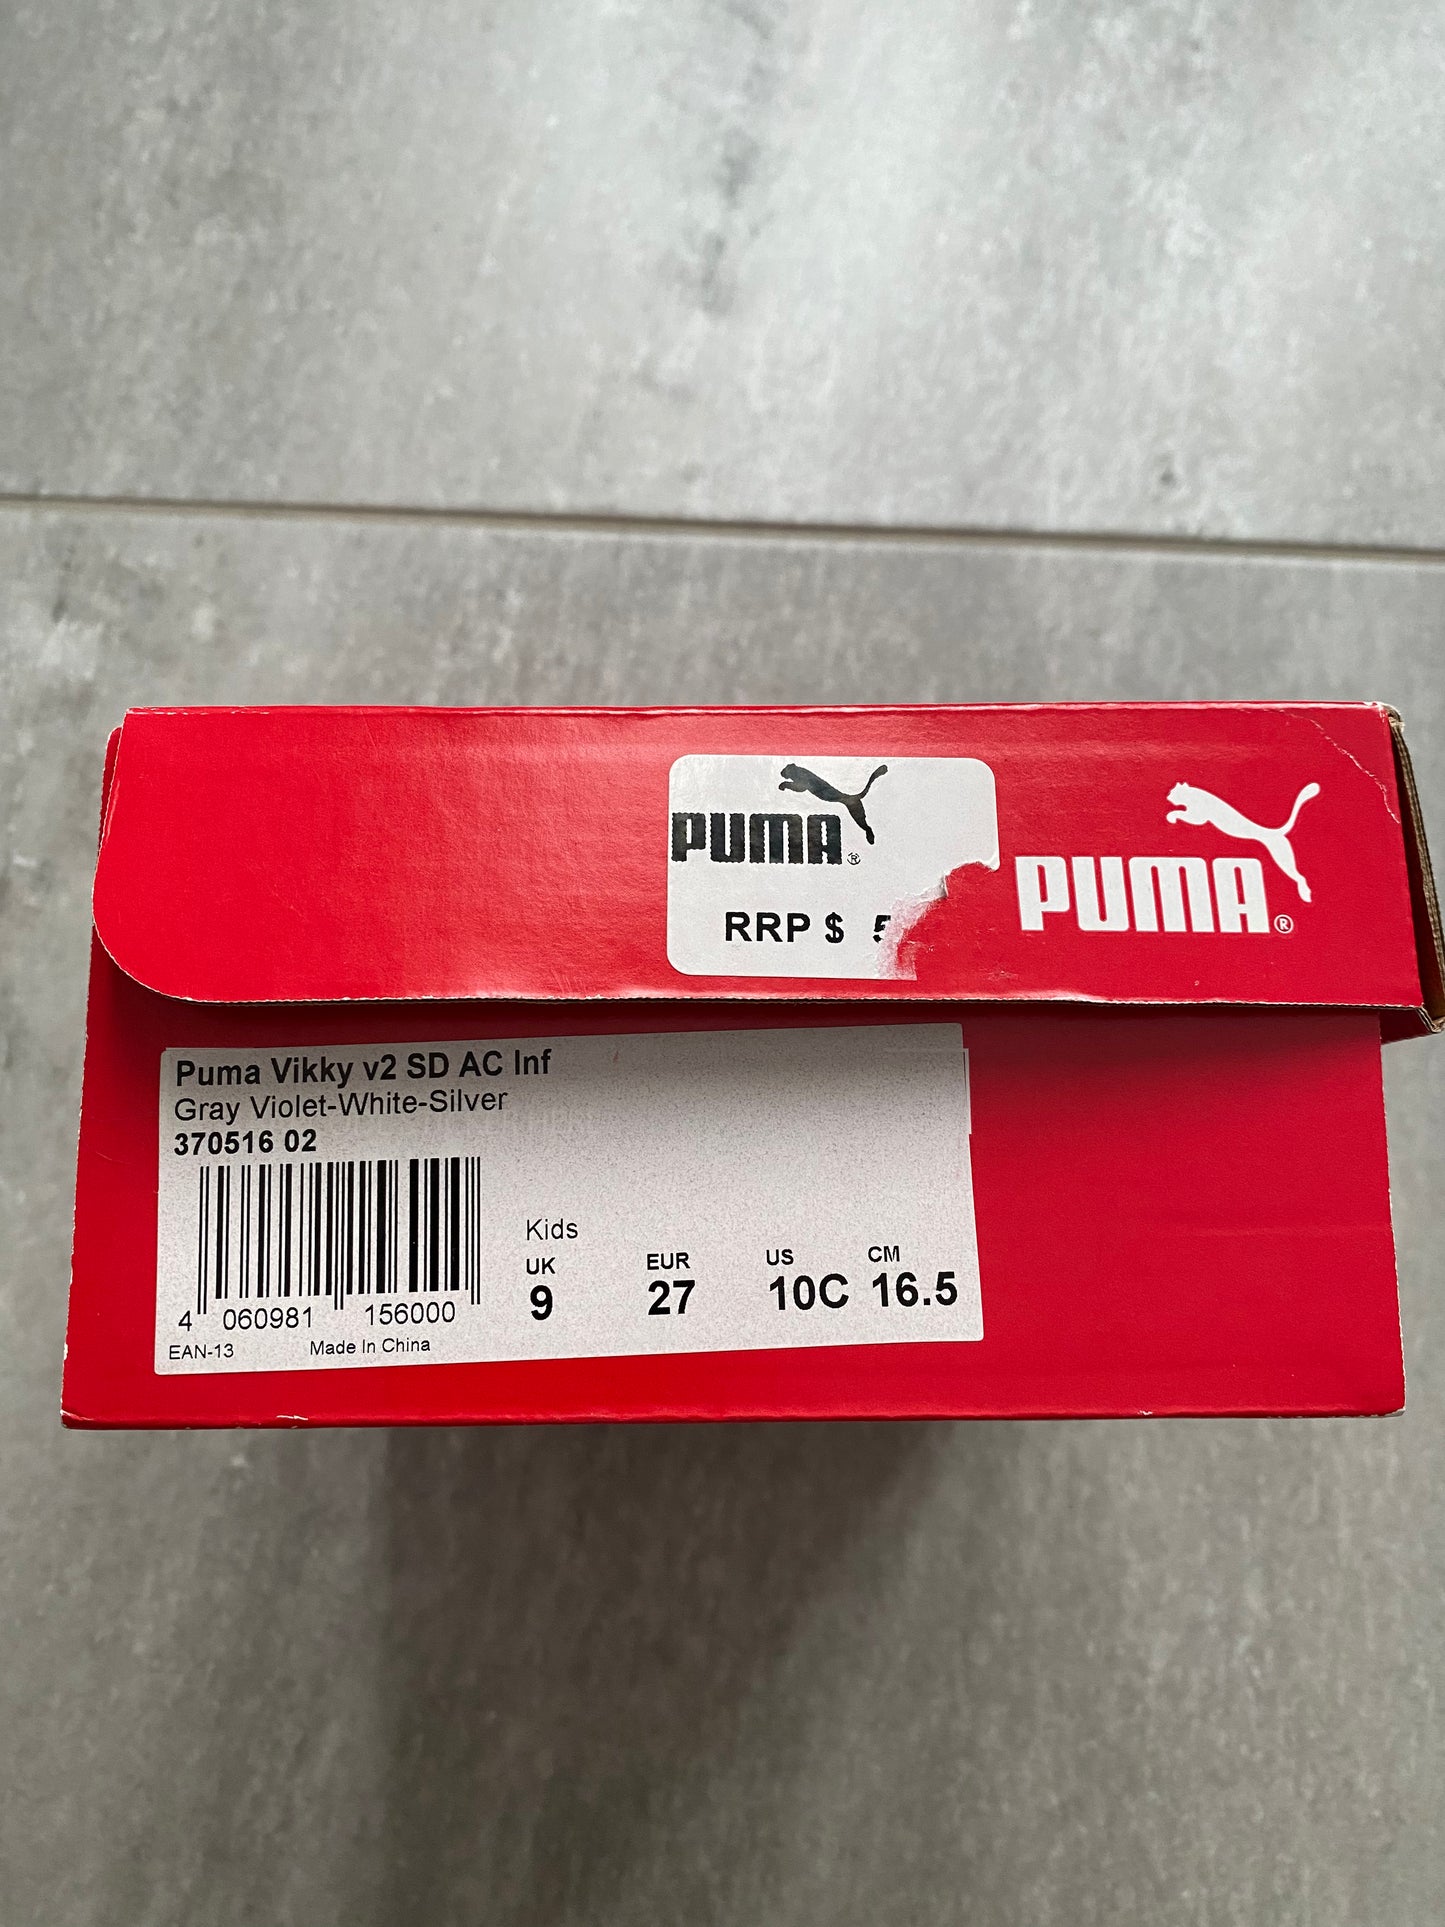 PUMA®
RRP $ 5
PUMA®
Puma Vikky v2 SD AC Inf
Gray Violet-White-Silver
370516 02
4 060981 156000
EAN-13 Made In China
Kids
UK EUR US CM
9 27 10C 16.5